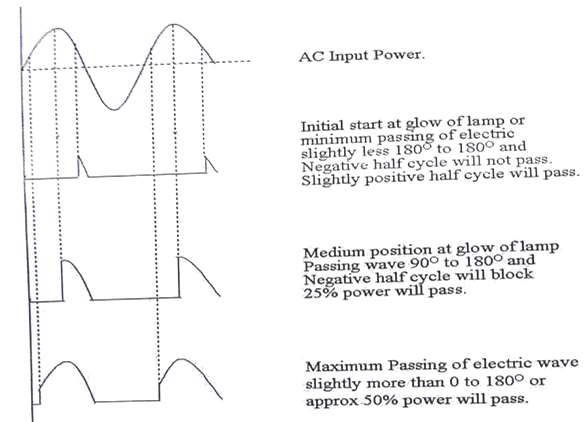 AC Input Power.
Initial start at glow of lamp or
minimum passing of electric
slightly less 180° to 180° and
Negative half cycle will not pass.
Slightly positive half cycle will pass.
Medium position at glow of lamp
Passing wave 90° to 180° and
Negative half cycle will block
25% power will pass.
Maximum Passing of electric wave
slightly more than 0 to 180° or
approx 50% power will pass.